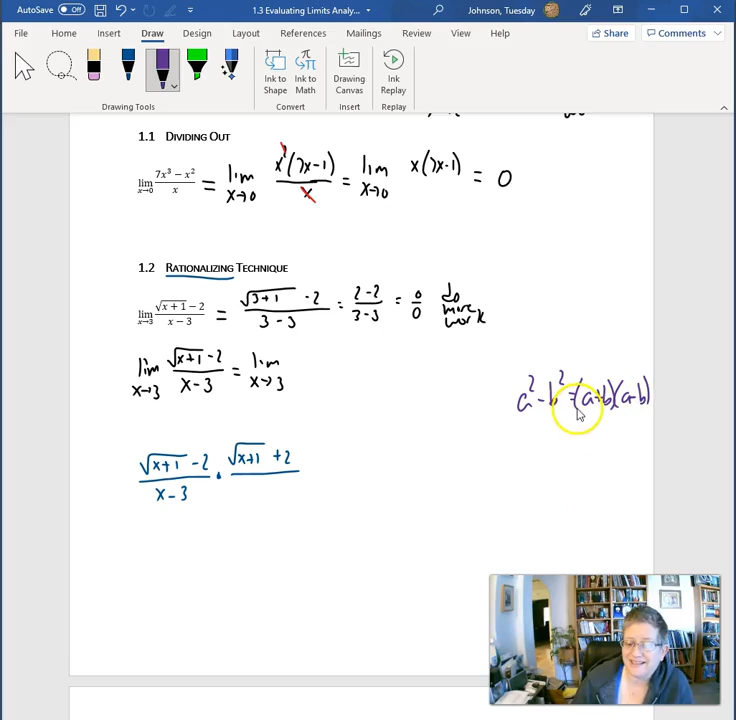 AutoSave Off 1.3 Evaluating Limits Analy... Johnson, Tuesday
File Home Insert Draw Design Layout References Mailings Review View Help Share Comments
Ink to Shape Ink to Math Drawing Canvas Ink Replay
Drawing Tools Convert Insert Replay
1.1 DIVIDING OUT
lim x→0 (7x³ − x²)/x = lim x→0 x²(7x−1)/x = lim x→0 x(7x-1) = 0
1.2 RATIONALIZING TECHNIQUE
lim x→3 (√(x + 1) − 2)/(x − 3) = (√(3+1) - 2)/(3 - 3) = (2 - 2)/(3 - 3) = 0/0 do more work
lim x→3 (√(x+1) - 2)/(x - 3) = lim x→3
a² - b² = (a+b)(a-b)
(√(x+1) - 2)/(x - 3) · √(x+1) + 2